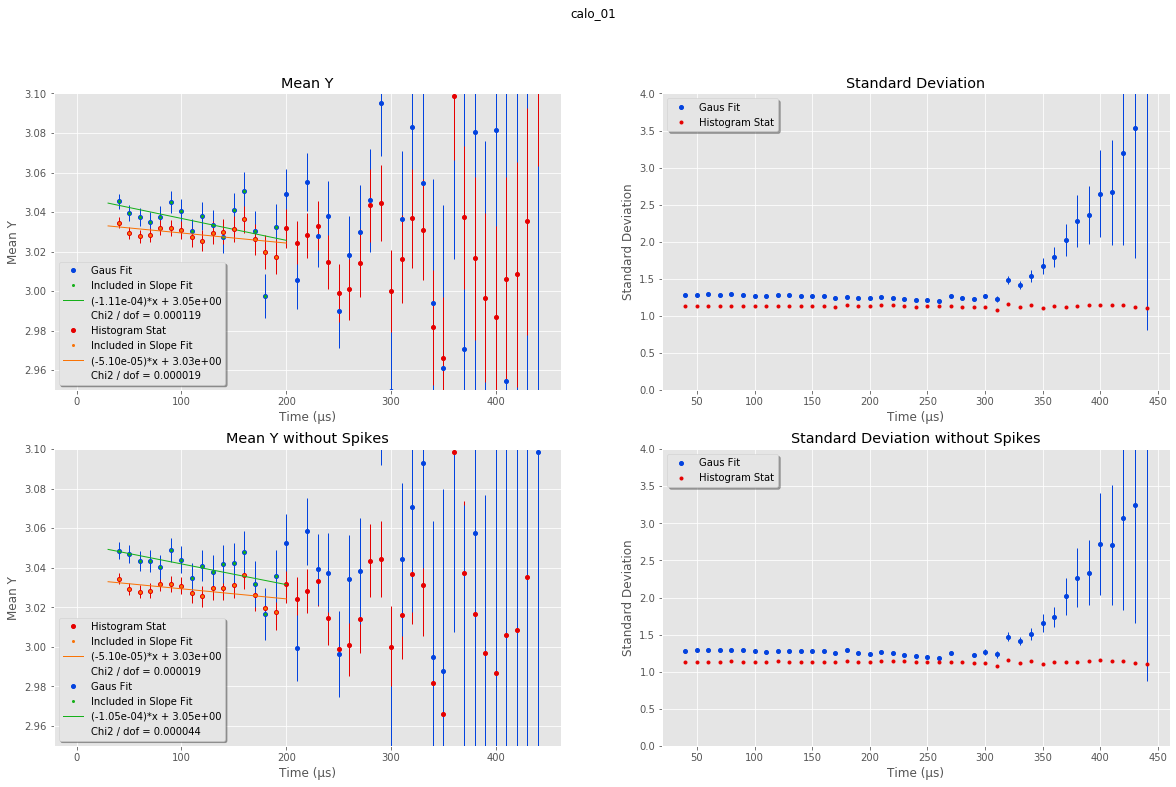 calo_01
Mean Y
3.10
3.08
3.06
3.04
3.02
3.00
2.98
2.96
Mean Y
Gaus Fit
Included in Slope Fit
(-1.11e-04)*x + 3.05e+00
Chi2 / dof = 0.000119
Histogram Stat
Included in Slope Fit
(-5.10e-05)*x + 3.03e+00
Chi2 / dof = 0.000019
0 100 200 300 400
Time (μs)
Standard Deviation
4.0
3.5
3.0
2.5
2.0
1.5
1.0
0.5
0.0
Standard Deviation
Gaus Fit
Histogram Stat
50 100 150 200 250 300 350 400 450
Time (μs)
Mean Y without Spikes
3.10
3.08
3.06
3.04
3.02
3.00
2.98
2.96
Mean Y
Histogram Stat
Included in Slope Fit
(-5.10e-05)*x + 3.03e+00
Chi2 / dof = 0.000019
Gaus Fit
Included in Slope Fit
(-1.05e-04)*x + 3.05e+00
Chi2 / dof = 0.000044
0 100 200 300 400
Time (μs)
Standard Deviation without Spikes
4.0
3.5
3.0
2.5
2.0
1.5
1.0
0.5
0.0
Standard Deviation
Gaus Fit
Histogram Stat
50 100 150 200 250 300 350 400 450
Time (μs)